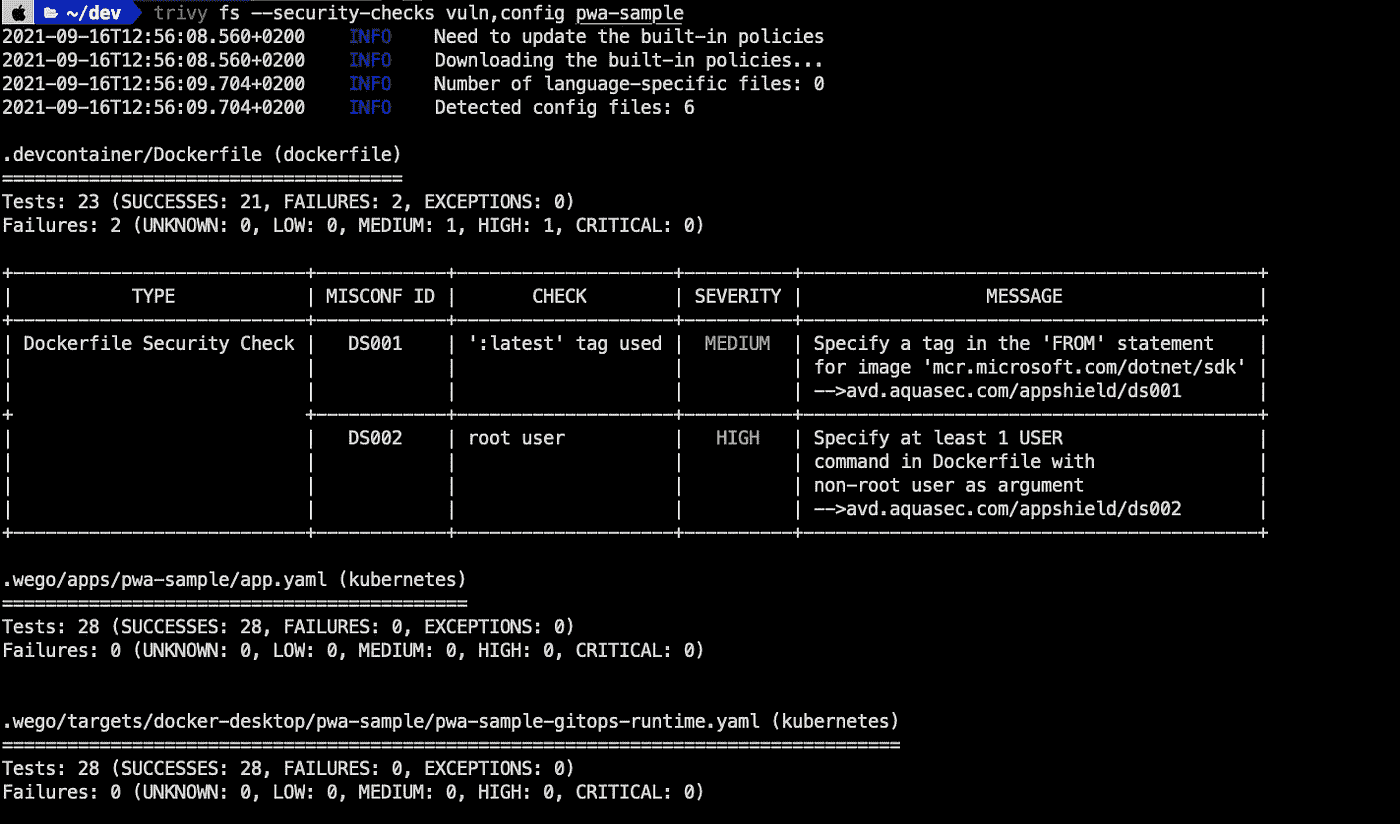 ~/dev trivy fs --security-checks vuln,config pwa-sample
2021-09-16T12:56:08.560+0200 INFO Need to update the built-in policies
2021-09-16T12:56:08.560+0200 INFO Downloading the built-in policies...
2021-09-16T12:56:09.704+0200 INFO Number of language-specific files: 0
2021-09-16T12:56:09.704+0200 INFO Detected config files: 6
.devcontainer/Dockerfile (dockerfile)
=====================================
Tests: 23 (SUCCESSES: 21, FAILURES: 2, EXCEPTIONS: 0)
Failures: 2 (UNKNOWN: 0, LOW: 0, MEDIUM: 1, HIGH: 1, CRITICAL: 0)
+---------------------------+------------+--------------------+----------+------------------------------------------+
| TYPE | MISCONF ID | CHECK | SEVERITY | MESSAGE |
+---------------------------+------------+--------------------+----------+------------------------------------------+
| Dockerfile Security Check | DS001 | ':latest' tag used | MEDIUM | Specify a tag in the 'FROM' statement |
| | | | | for image 'mcr.microsoft.com/dotnet/sdk' |
| | | | | -->avd.aquasec.com/appshield/ds001 |
+ +------------+--------------------+----------+------------------------------------------+
| | DS002 | root user | HIGH | Specify at least 1 USER |
| | | | | command in Dockerfile with |
| | | | | non-root user as argument |
| | | | | -->avd.aquasec.com/appshield/ds002 |
+---------------------------+------------+--------------------+----------+------------------------------------------+
.wego/apps/pwa-sample/app.yaml (kubernetes)
===========================================
Tests: 28 (SUCCESSES: 28, FAILURES: 0, EXCEPTIONS: 0)
Failures: 0 (UNKNOWN: 0, LOW: 0, MEDIUM: 0, HIGH: 0, CRITICAL: 0)
.wego/targets/docker-desktop/pwa-sample/pwa-sample-gitops-runtime.yaml (kubernetes)
===================================================================================
Tests: 28 (SUCCESSES: 28, FAILURES: 0, EXCEPTIONS: 0)
Failures: 0 (UNKNOWN: 0, LOW: 0, MEDIUM: 0, HIGH: 0, CRITICAL: 0)